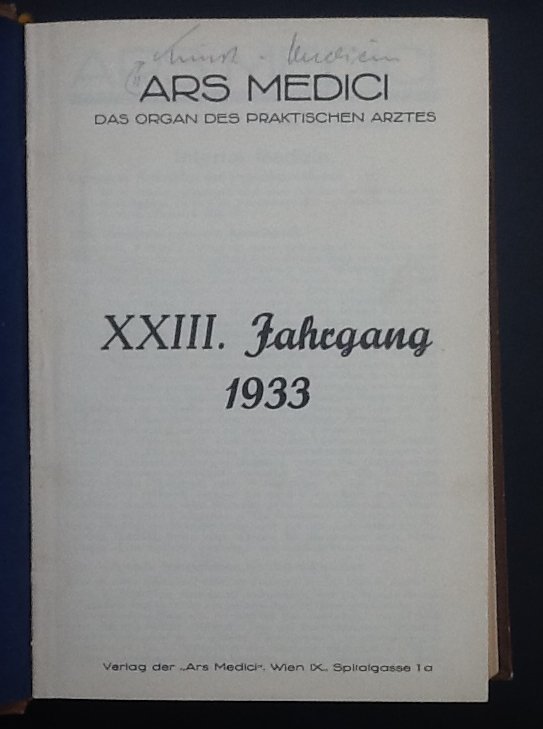 ARS MEDICI
DAS ORGAN DES PRAKTISCHEN ARZTES
XXIII. Jahrgang
1933
Verlag der „Ars Medici“, Wien IX., Spitalgasse 1a